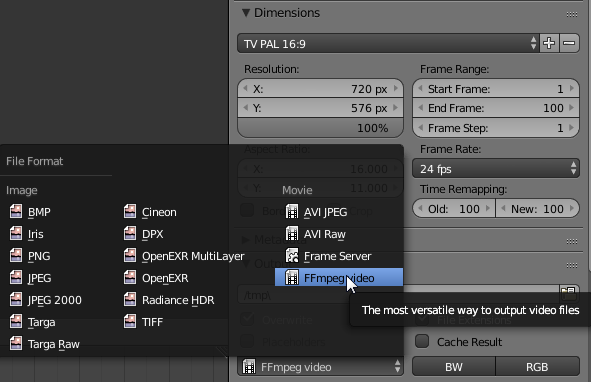 Dimensions
TV PAL 16:9
Resolution:
Frame Range:
X: 720 px
Start Frame: 1
Y: 576 px
End Frame: 100
100%
Frame Step: 1
Aspect Ratio:
Frame Rate:
X: 16.000
24 fps
Y: 11.000
Time Remapping:
Old: 100
New: 100
File Format
Image
BMP
Iris
PNG
JPEG
JPEG 2000
Targa
Targa Raw
Cineon
DPX
OpenEXR MultiLayer
OpenEXR
Radiance HDR
TIFF
Movie
AVI JPEG
AVI Raw
Frame Server
FFmpeg video
/tmp\
The most versatile way to output video files
Cache Result
FFmpeg video
BW
RGB